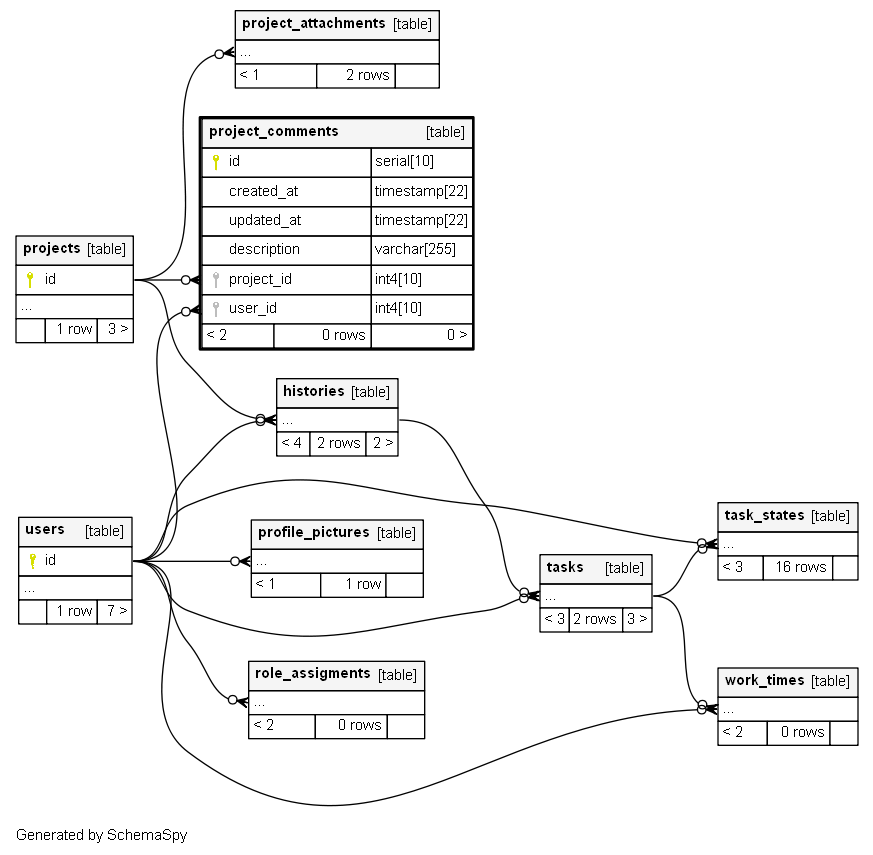 project_attachments [table]
...
< 1 2 rows
project_comments [table]
id serial[10]
created_at timestamp[22]
updated_at timestamp[22]
description varchar[255]
project_id int4[10]
user_id int4[10]
< 2 0 rows 0 >
projects [table]
id
...
1 row 3 >
histories [table]
...
< 4 2 rows 2 >
users [table]
id
...
1 row 7 >
profile_pictures [table]
...
< 1 1 row
task_states [table]
...
< 3 16 rows
tasks [table]
...
< 3 2 rows 3 >
role_assigments [table]
...
< 2 0 rows
work_times [table]
...
< 2 0 rows
Generated by SchemaSpy